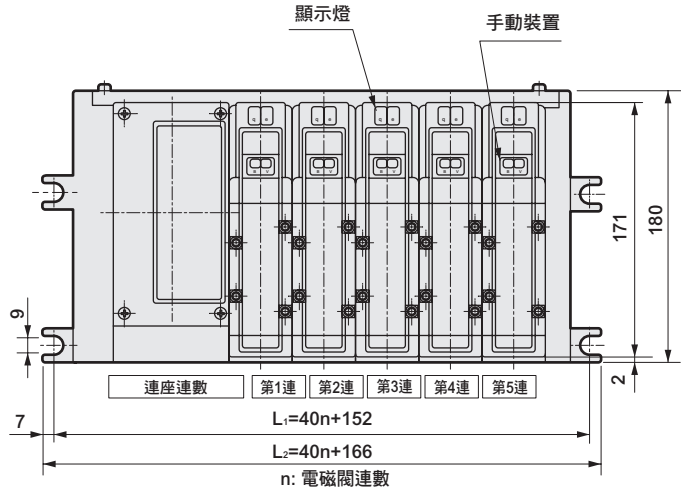 顯示燈
手動裝置
171
180
9
2
連座連數 第1連 第2連 第3連 第4連 第5連
7
L₁=40n+152
L₂=40n+166
n: 電磁閥連數